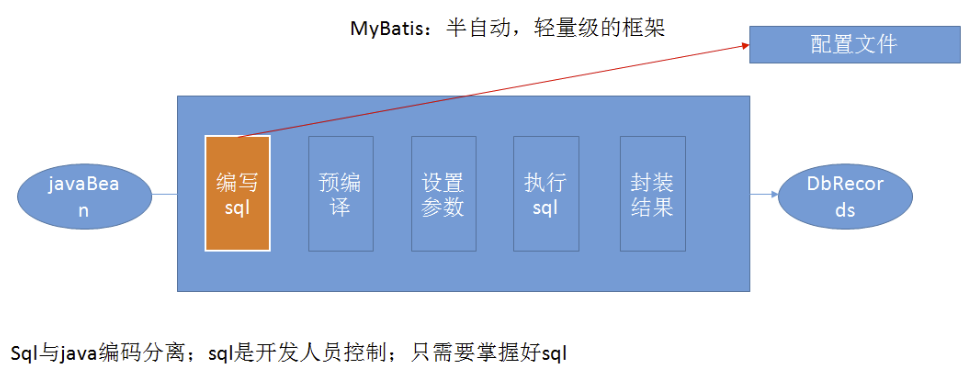 MyBatis：半自动，轻量级的框架
配置文件
javaBea
n
编写
sql
预编
译
设置
参数
执行
sql
封装
结果
DbRecor
ds
Sql与java编码分离；sql是开发人员控制；只需要掌握好sql